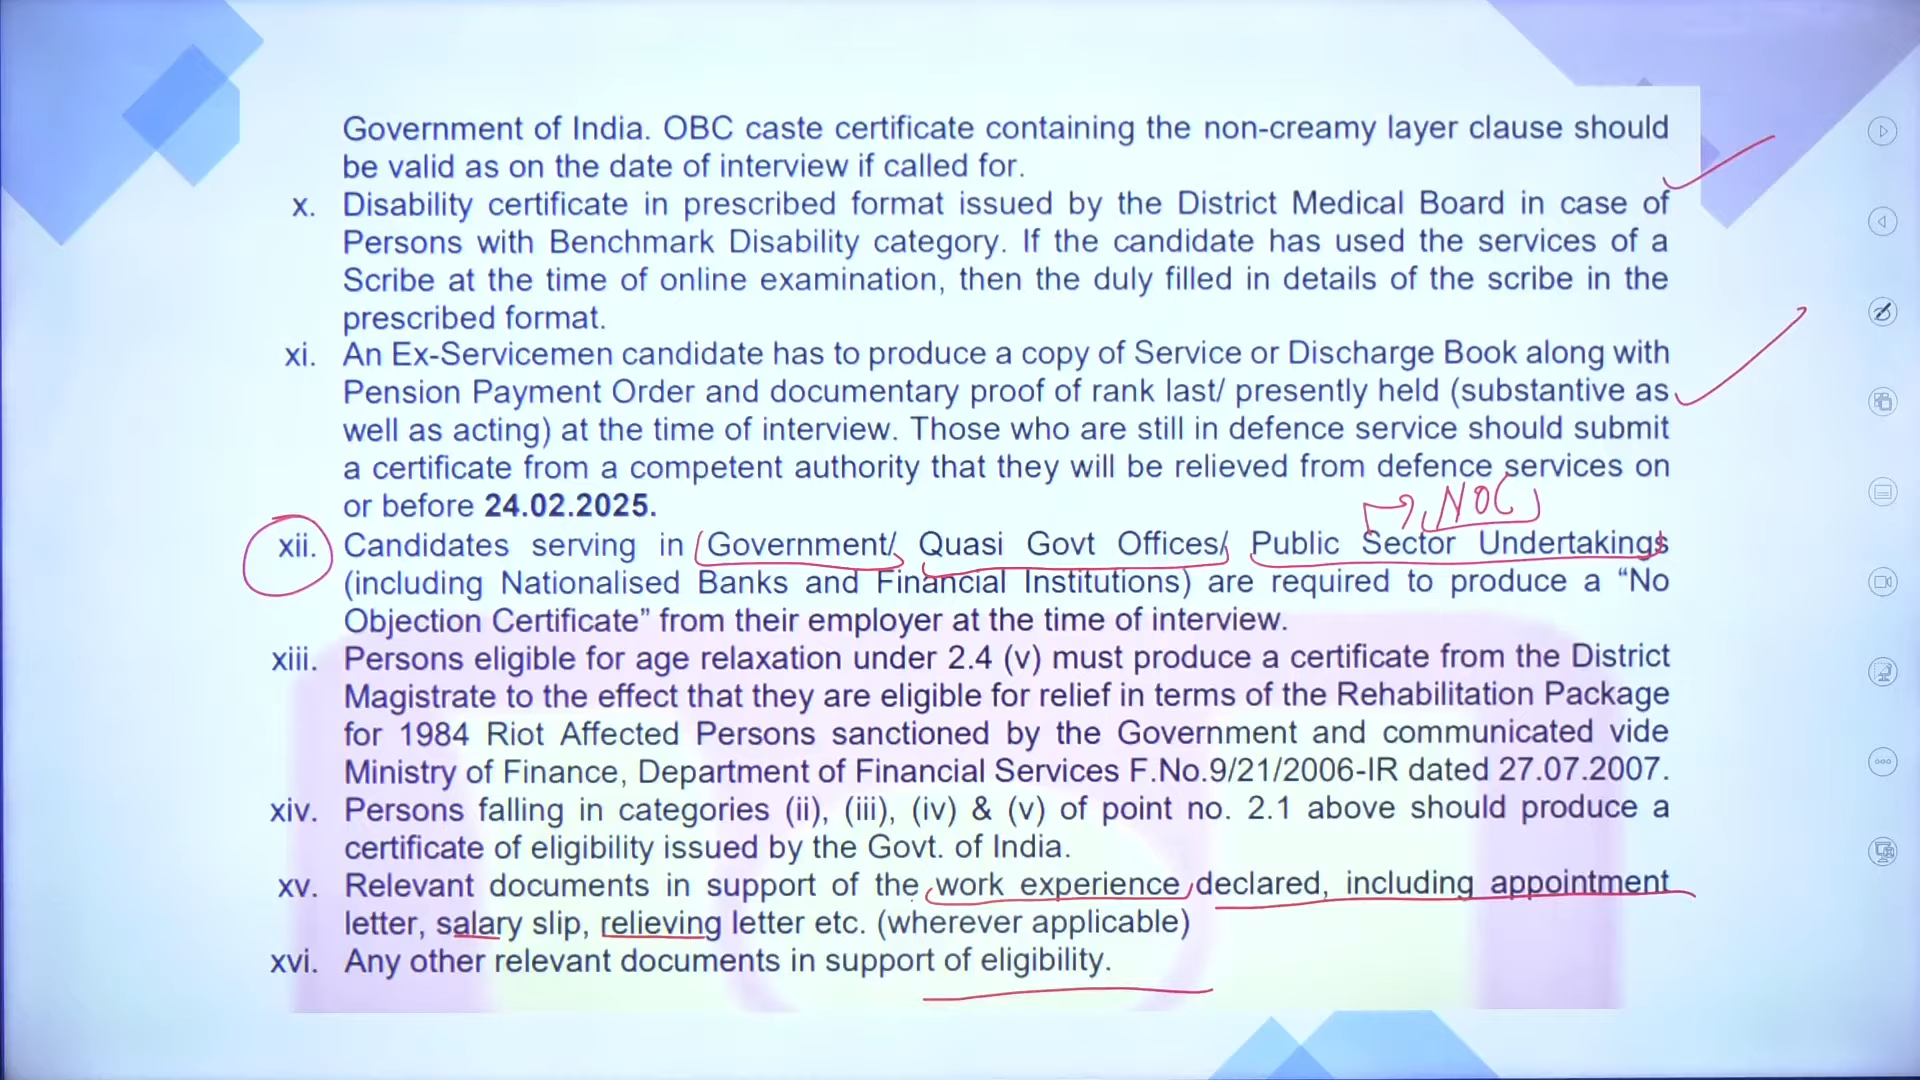 Government of India. OBC caste certificate containing the non-creamy layer clause should
be valid as on the date of interview if called for.
x. Disability certificate in prescribed format issued by the District Medical Board in case of
Persons with Benchmark Disability category. If the candidate has used the services of a
Scribe at the time of online examination, then the duly filled in details of the scribe in the
prescribed format.
xi. An Ex-Servicemen candidate has to produce a copy of Service or Discharge Book along with
Pension Payment Order and documentary proof of rank last/ presently held (substantive as
well as acting) at the time of interview. Those who are still in defence service should submit
a certificate from a competent authority that they will be relieved from defence services on
or before 24.02.2025.
NOC
xii. Candidates serving in Government/ Quasi Govt Offices/ Public Sector Undertakings
(including Nationalised Banks and Financial Institutions) are required to produce a “No
Objection Certificate” from their employer at the time of interview.
xiii. Persons eligible for age relaxation under 2.4 (v) must produce a certificate from the District
Magistrate to the effect that they are eligible for relief in terms of the Rehabilitation Package
for 1984 Riot Affected Persons sanctioned by the Government and communicated vide
Ministry of Finance, Department of Financial Services F.No.9/21/2006-IR dated 27.07.2007.
xiv. Persons falling in categories (ii), (iii), (iv) & (v) of point no. 2.1 above should produce a
certificate of eligibility issued by the Govt. of India.
xv. Relevant documents in support of the work experience declared, including appointment
letter, salary slip, relieving letter etc. (wherever applicable)
xvi. Any other relevant documents in support of eligibility.